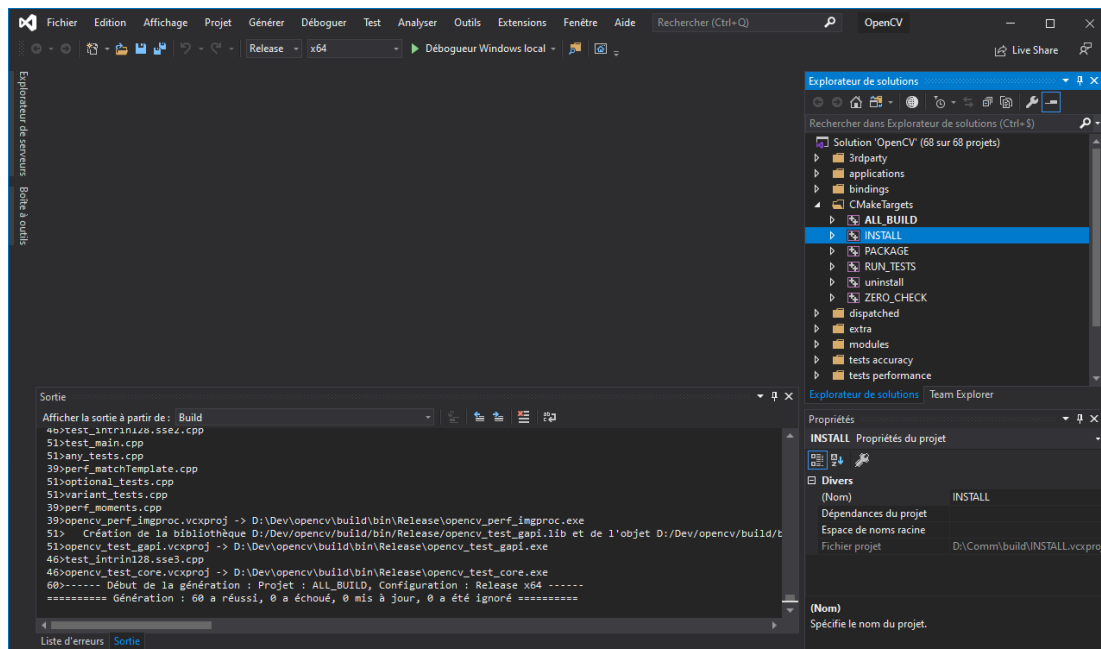 Fichier Edition Affichage Projet Générer Déboguer Test Analyser Outils Extensions Fenêtre Aide Rechercher (Ctrl+Q) OpenCV
Release x64 Débogueur Windows local Live Share
Explorateur de serveurs
Boîte à outils
Explorateur de solutions
Rechercher dans Explorateur de solutions (Ctrl+$)
Solution 'OpenCV' (68 sur 68 projets)
3rdparty
applications
bindings
CMakeTargets
ALL_BUILD
INSTALL
PACKAGE
RUN_TESTS
uninstall
ZERO_CHECK
dispatched
extra
modules
tests accuracy
tests performance
Explorateur de solutions Team Explorer
Sortie
Afficher la sortie à partir de : Build
46>test_intrin128.sse2.cpp
51>test_main.cpp
51>any_tests.cpp
39>perf_matchTemplate.cpp
51>optional_tests.cpp
51>variant_tests.cpp
39>perf_moments.cpp
39>opencv_perf_imgproc.vcxproj -> D:\Dev\opencv\build\bin\Release\opencv_perf_imgproc.exe
51> Création de la bibliothèque D:/Dev/opencv/build/bin/Release/opencv_test_gapi.lib et de l'objet D:/Dev/opencv/build/b
51>opencv_test_gapi.vcxproj -> D:\Dev\opencv\build\bin\Release\opencv_test_gapi.exe
46>test_intrin128.sse3.cpp
46>opencv_test_core.vcxproj -> D:\Dev\opencv\build\bin\Release\opencv_test_core.exe
60>------ Début de la génération : Projet : ALL_BUILD, Configuration : Release x64 ------
========== Génération : 60 a réussi, 0 a échoué, 0 mis à jour, 0 a été ignoré ==========
Liste d'erreurs Sortie
Propriétés
INSTALL Propriétés du projet
Divers
(Nom) INSTALL
Dépendances du projet
Espace de noms racine
Fichier projet D:\Comm\build\INSTALL.vcxpro
(Nom)
Spécifie le nom du projet.